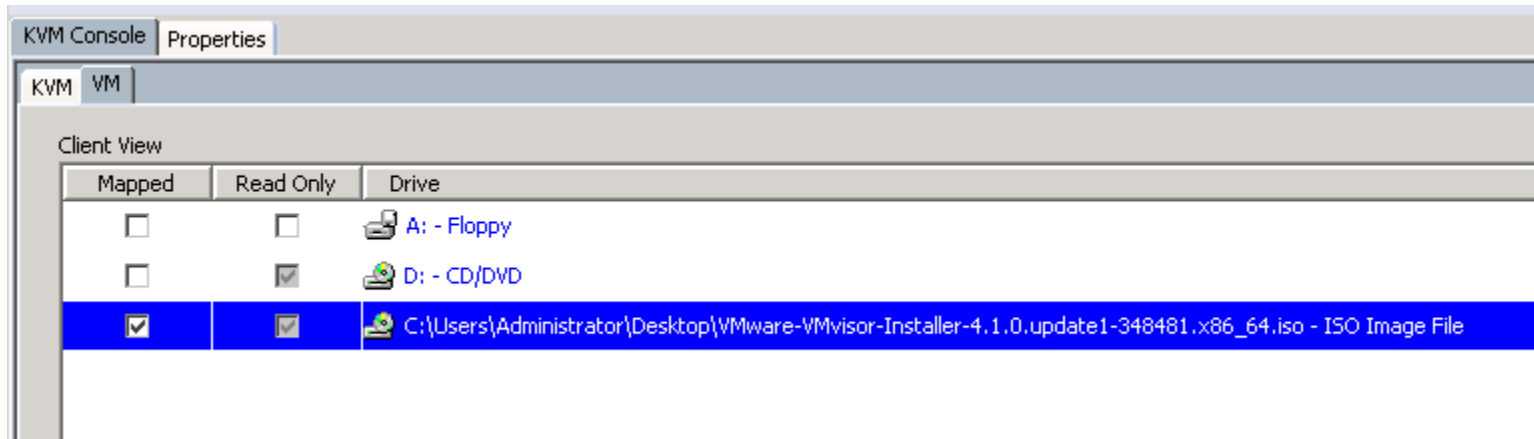 KVM Console Properties
KVM VM
Client View
Mapped Read Only Drive
A: - Floppy
D: - CD/DVD
C:\Users\Administrator\Desktop\VMware-VMvisor-Installer-4.1.0.update1-348481.x86_64.iso - ISO Image File